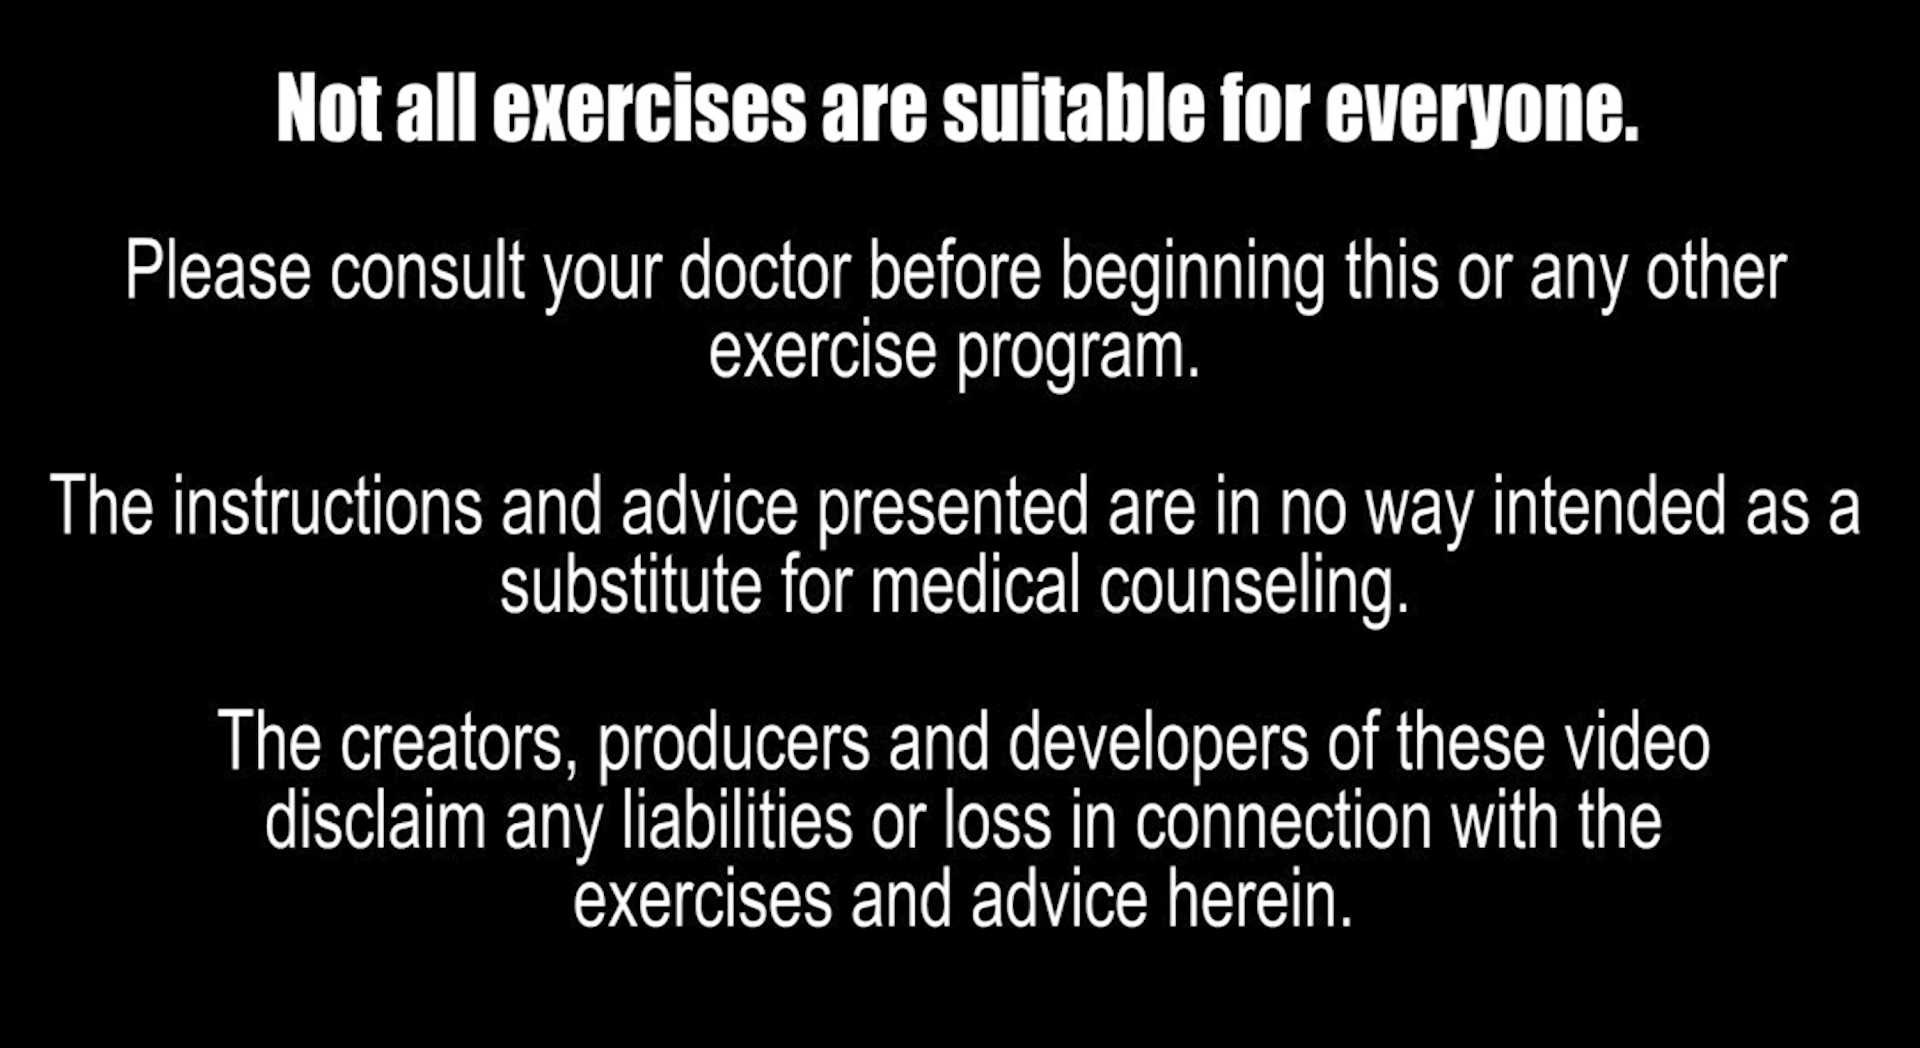 Not all exercises are suitable for everyone.
Please consult your doctor before beginning this or any other
exercise program.
The instructions and advice presented are in no way intended as a
substitute for medical counseling.
The creators, producers and developers of these video
disclaim any liabilities or loss in connection with the
exercises and advice herein.